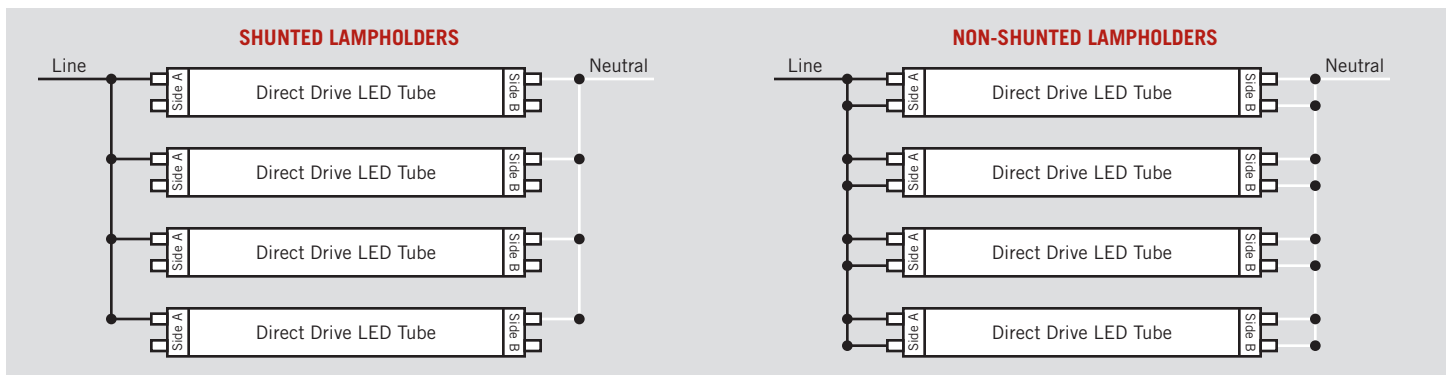 SHUNTED LAMPHOLDERS
Line
Neutral
Side A
Direct Drive LED Tube
Side B
Side A
Direct Drive LED Tube
Side B
Side A
Direct Drive LED Tube
Side B
Side A
Direct Drive LED Tube
Side B
NON-SHUNTED LAMPHOLDERS
Line
Neutral
Side A
Direct Drive LED Tube
Side B
Side A
Direct Drive LED Tube
Side B
Side A
Direct Drive LED Tube
Side B
Side A
Direct Drive LED Tube
Side B